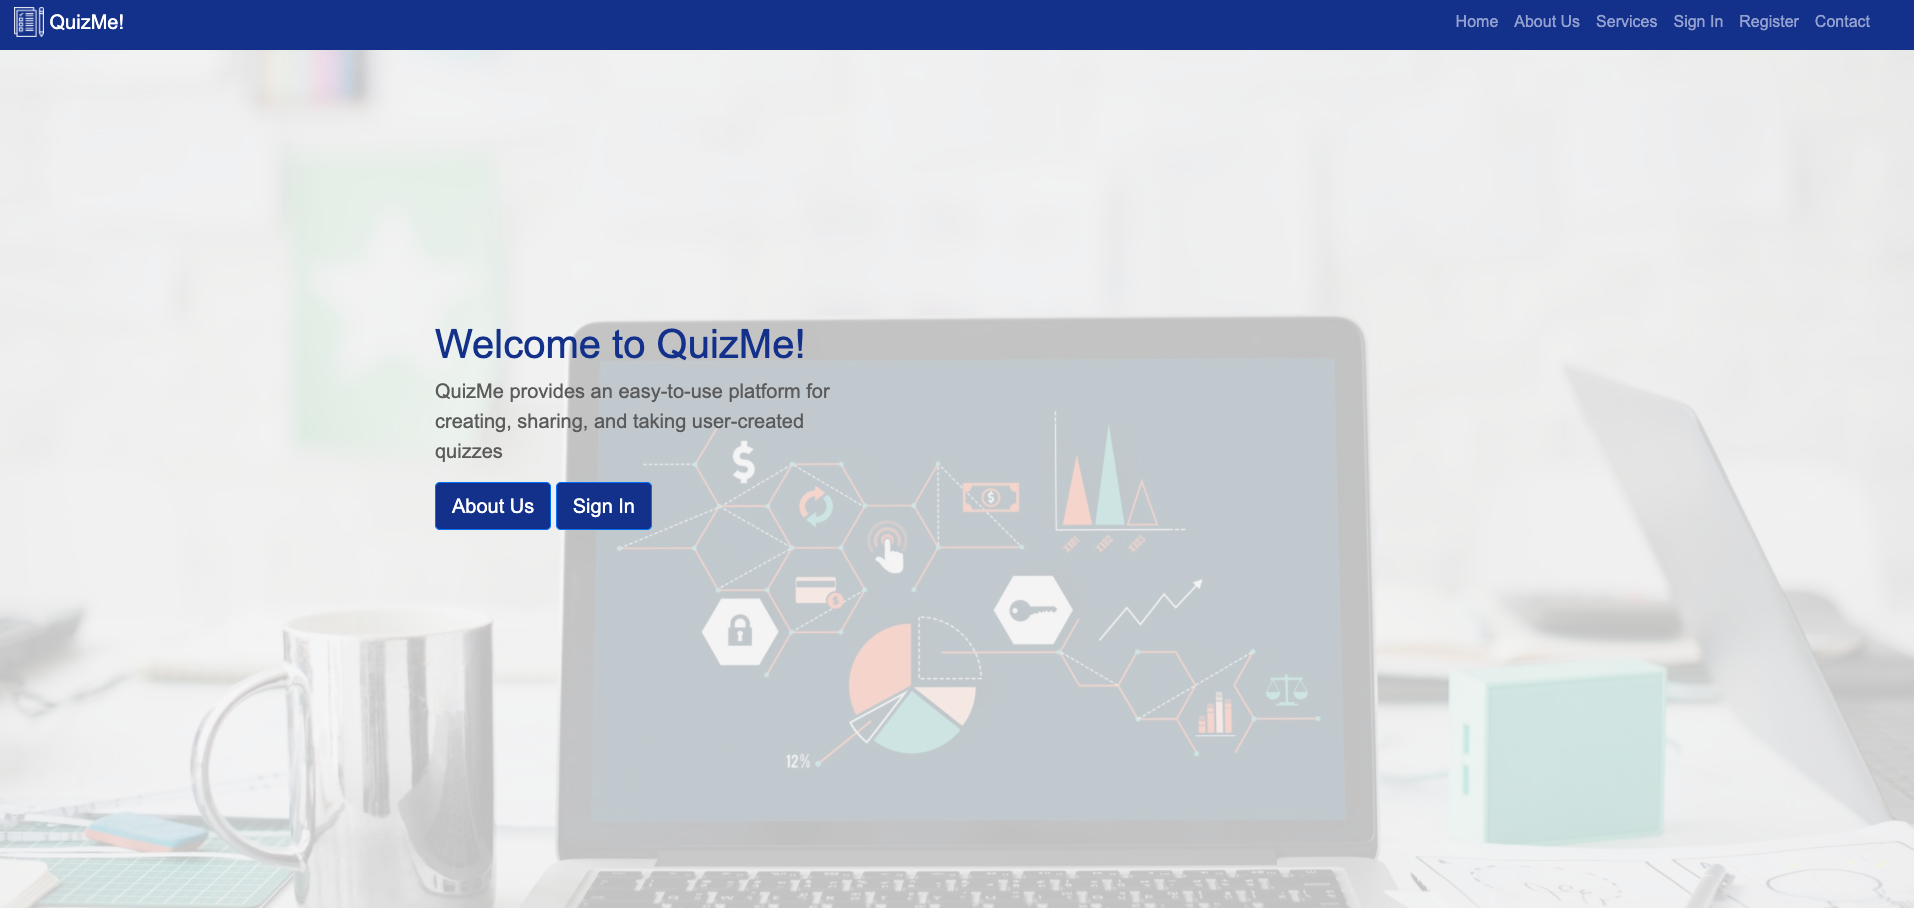 QuizMe!
Home About Us Services Sign In Register Contact
Welcome to QuizMe!
QuizMe provides an easy-to-use platform for
creating, sharing, and taking user-created
quizzes
About Us Sign In
$
$
$
12%